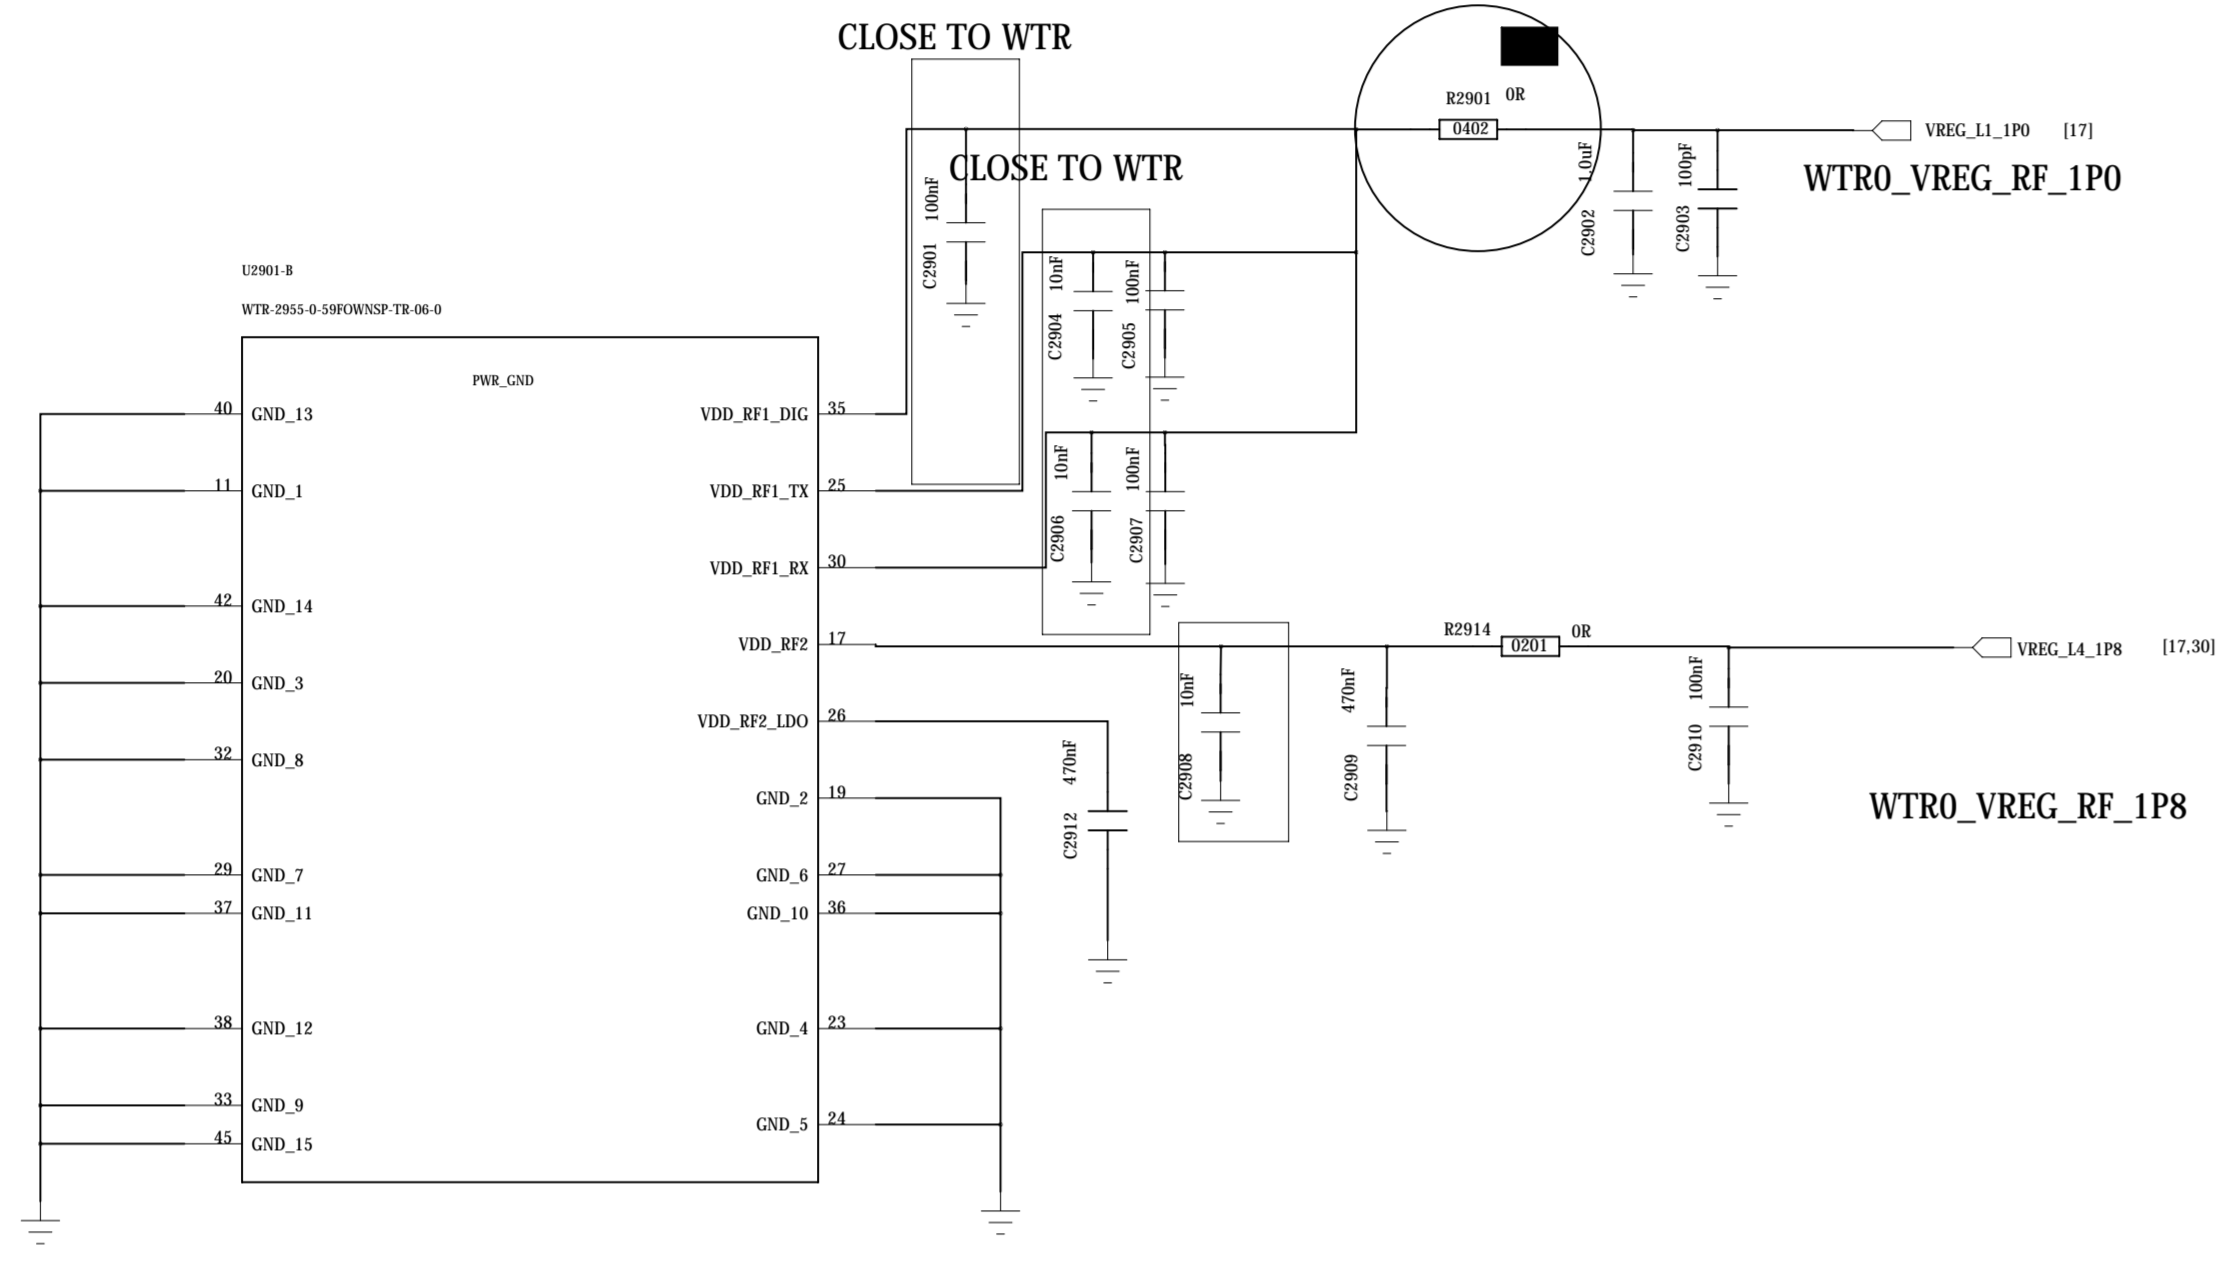 CLOSE TO WTR
R2901 0R
0402
VREG_L1_1P0 [17]
WTR0_VREG_RF_1P0
CLOSE TO WTR
100nF
C2901
10nF
C2904
100nF
C2905
1.0uF
C2902
100pF
C2903
U2901-B
WTR-2955-0-59FOWNSP-TR-06-0
PWR_GND
40 GND_13
VDD_RF1_DIG 35
11 GND_1
VDD_RF1_TX 25
10nF
C2906
100nF
C2907
VDD_RF1_RX 30
42 GND_14
VDD_RF2 17
R2914 0R
0201
VREG_L4_1P8 [17,30]
20 GND_3
VDD_RF2_LDO 26
10nF
C2908
470nF
C2909
100nF
C2910
32 GND_8
470nF
C2912
GND_2 19
WTR0_VREG_RF_1P8
29 GND_7
GND_6 27
37 GND_11
GND_10 36
38 GND_12
GND_4 23
33 GND_9
GND_5 24
45 GND_15